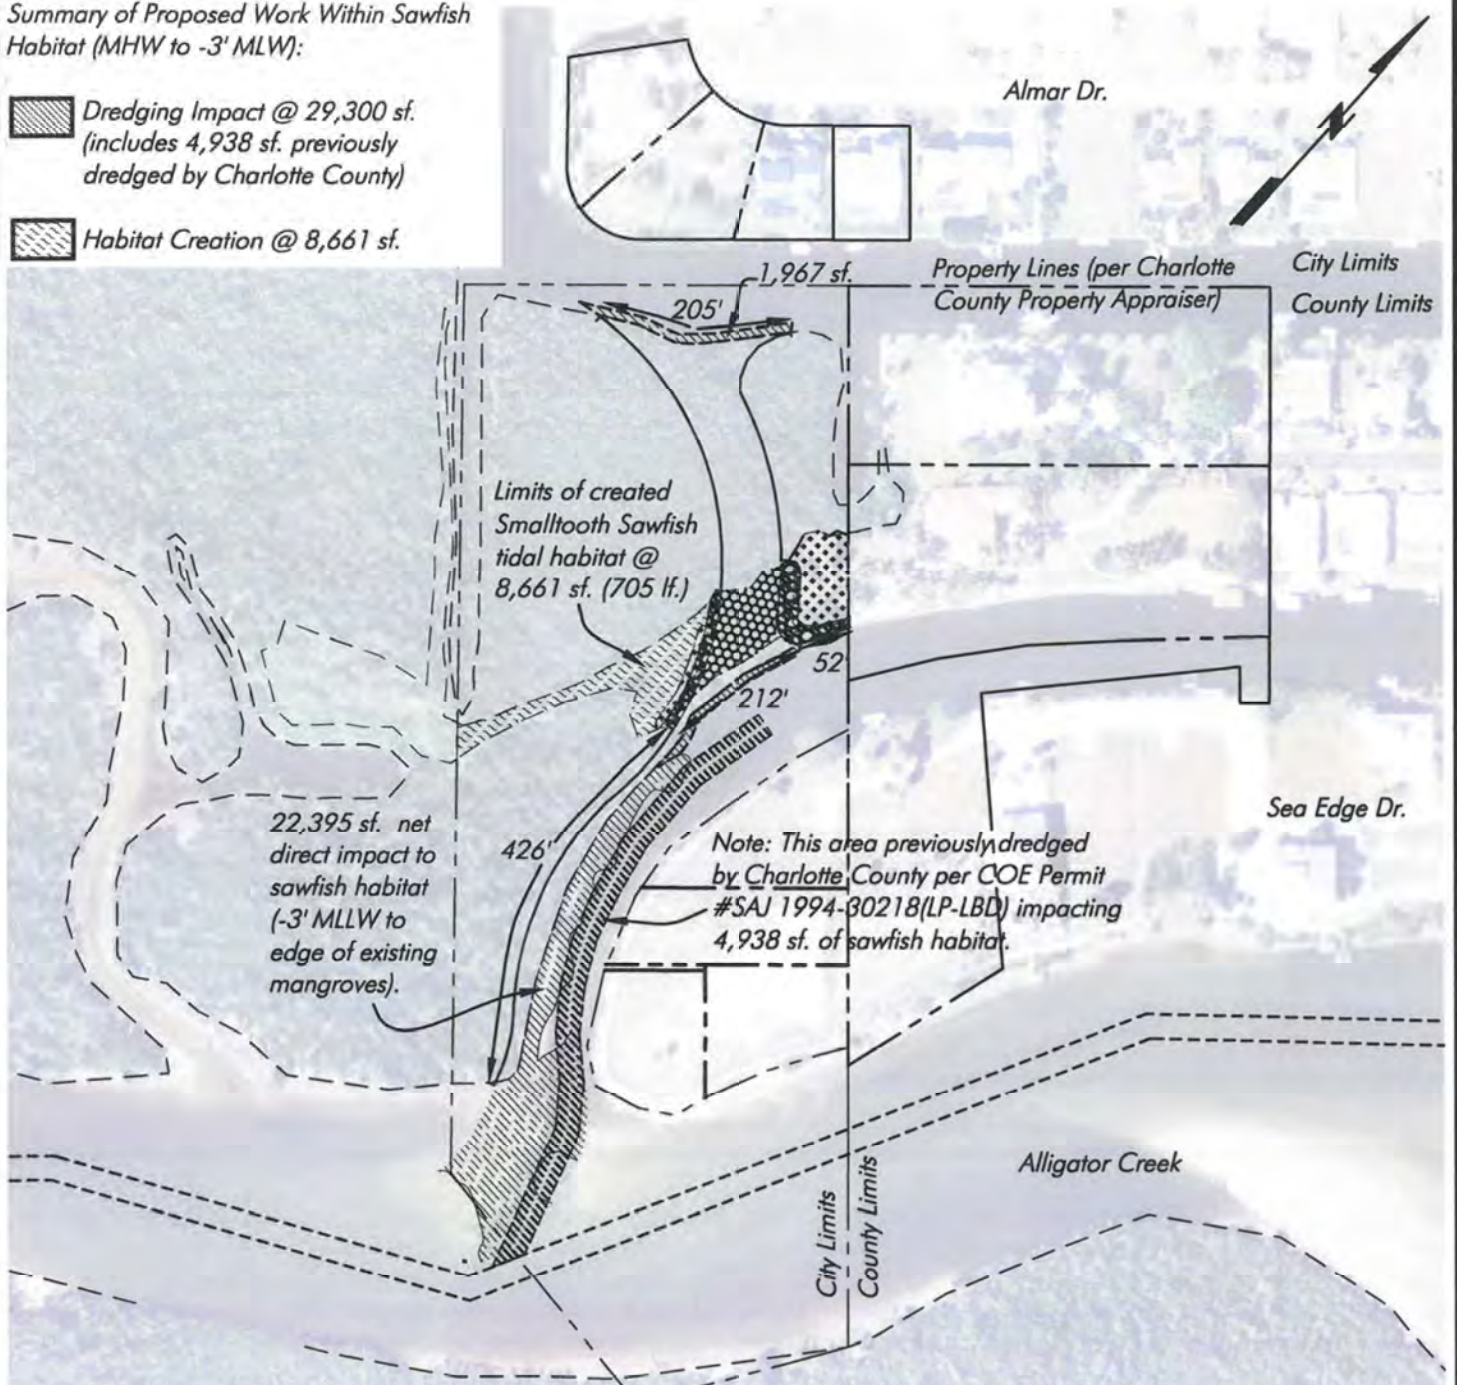 Summary of Proposed Work Within Sawfish
Habitat (MHW to -3' MLW):
Dredging Impact @ 29,300 sf.
(includes 4,938 sf. previously
dredged by Charlotte County)
Habitat Creation @ 8,661 sf.
Almar Dr.
1,967 sf.
205'
Property Lines (per Charlotte
County Property Appraiser)
City Limits
County Limits
Limits of created
Smalltooth Sawfish
tidal habitat @
8,661 sf. (705 lf.)
52'
212'
426'
22,395 sf. net
direct impact to
sawfish habitat
(-3' MLLW to
edge of existing
mangroves).
Note: This area previously dredged
by Charlotte County per COE Permit
#SAJ 1994-30218(LP-LBD) impacting
4,938 sf. of sawfish habitat.
Sea Edge Dr.
Alligator Creek
City Limits
County Limits